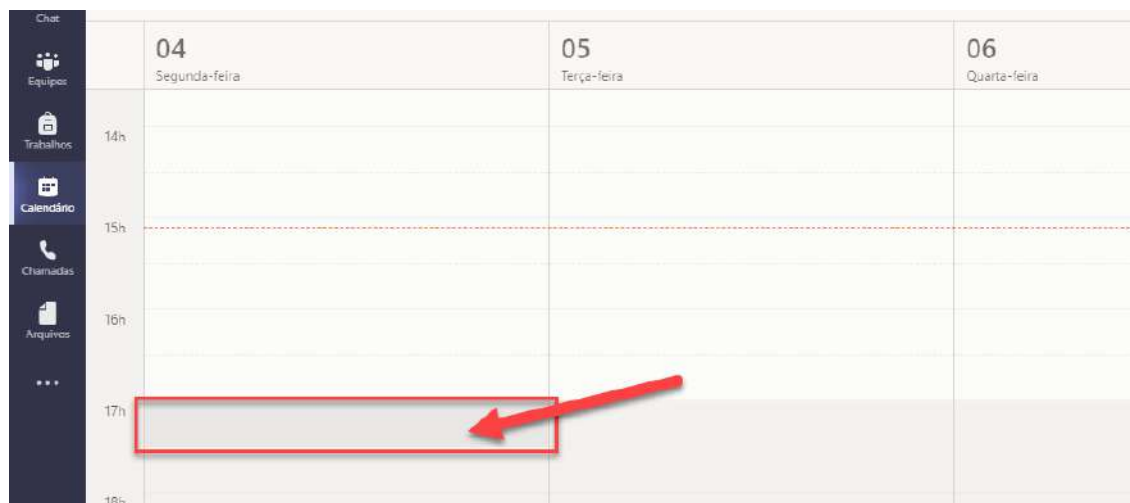 Chat
Equipes
Trabalhos
Calendário
Chamadas
Arquivos
04
Segunda-feira
05
Terça-feira
06
Quarta-feira
14h
15h
16h
17h
18h